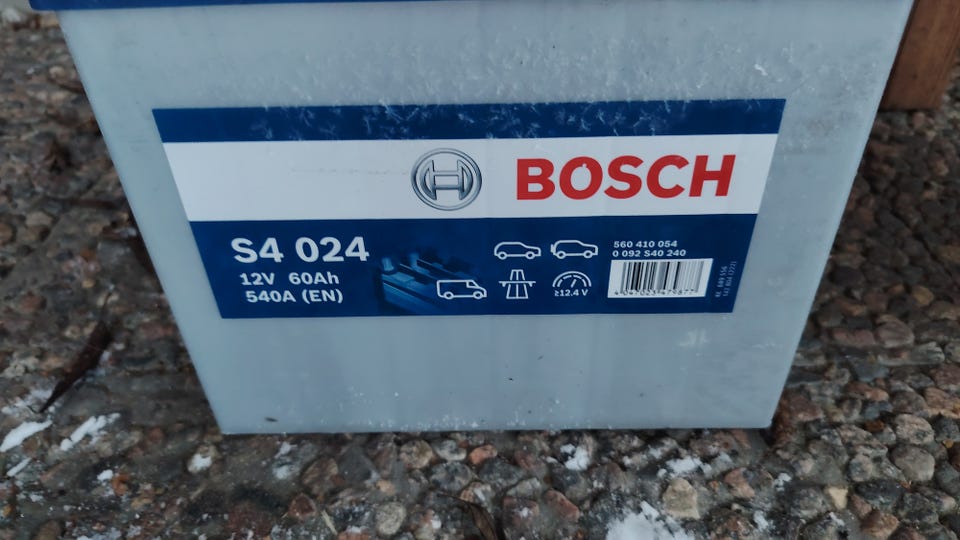 BOSCH
S4 024
12V 60Ah
540A (EN)
≥12.4 V
560 410 054
0 092 S40 240